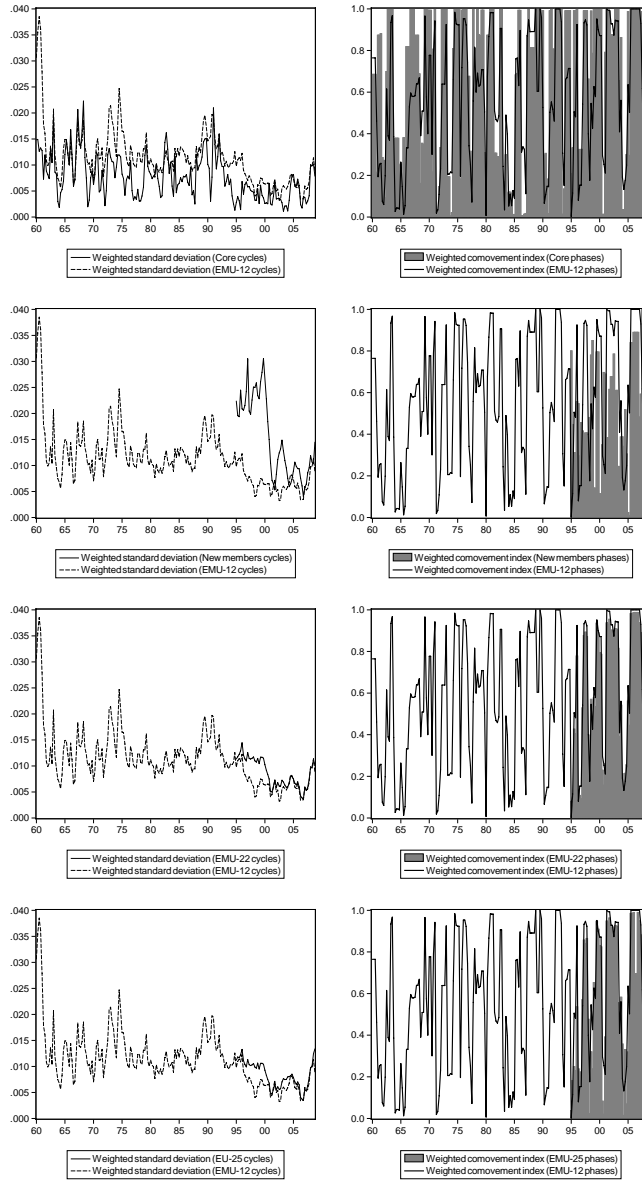 .040
.035
.030
.025
.020
.015
.010
.005
.000
60 65 70 75 80 85 90 95 00 05
Weighted standard deviation (Core cycles)
Weighted standard deviation (EMU-12 cycles)
1.0
0.8
0.6
0.4
0.2
0.0
60 65 70 75 80 85 90 95 00 05
Weighted comovement index (Core phases)
Weighted comovement index (EMU-12 phases)
.040
.035
.030
.025
.020
.015
.010
.005
.000
60 65 70 75 80 85 90 95 00 05
Weighted standard deviation (New members cycles)
Weighted standard deviation (EMU-12 cycles)
1.0
0.8
0.6
0.4
0.2
0.0
60 65 70 75 80 85 90 95 00 05
Weighted comovement index (New members phases)
Weighted comovement index (EMU-12 phases)
.040
.035
.030
.025
.020
.015
.010
.005
.000
60 65 70 75 80 85 90 95 00 05
Weighted standard deviation (EMU-22 cycles)
Weighted standard deviation (EMU-12 cycles)
1.0
0.8
0.6
0.4
0.2
0.0
60 65 70 75 80 85 90 95 00 05
Weighted comovement index (EMU-22 phases)
Weighted comovement index (EMU-12 phases)
.040
.035
.030
.025
.020
.015
.010
.005
.000
60 65 70 75 80 85 90 95 00 05
Weighted standard deviation (EU-25 cycles)
Weighted standard deviation (EMU-12 cycles)
1.0
0.8
0.6
0.4
0.2
0.0
60 65 70 75 80 85 90 95 00 05
Weighted comovement index (EMU-25 phases)
Weighted comovement index (EMU-12 phases)